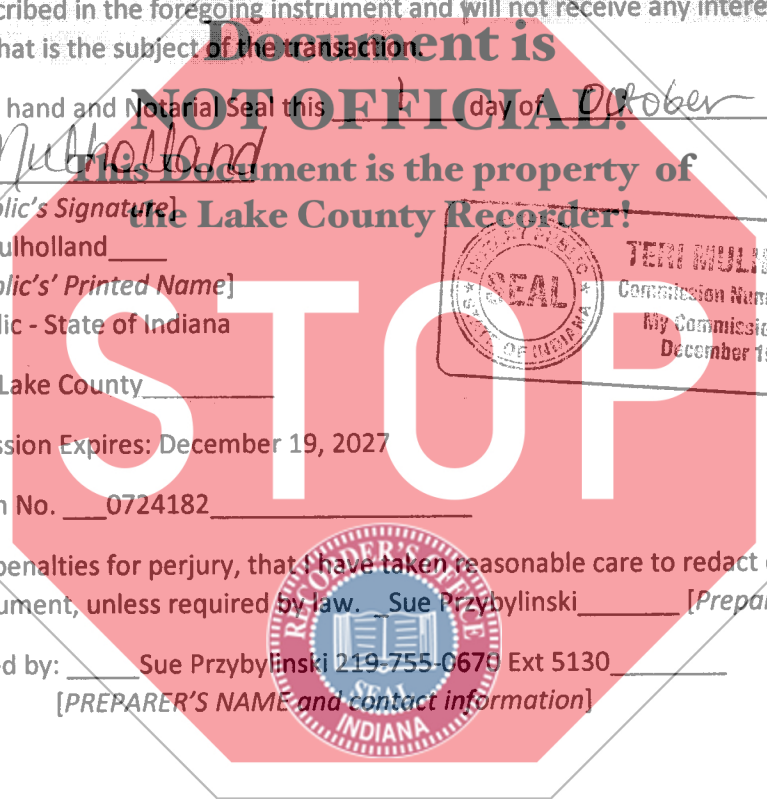 cribed in the foregoing instrument and will not receive any intere
hat is the subject of the transaction.
Document is
NOT OFFICIAL!
This Document is the property of
the Lake County Recorder!
hand and Notarial Seal this 1 day of October
Mulholland
lic's Signature]
ulholland____
lic's' Printed Name]
lic - State of Indiana
Lake County_________
ssion Expires: December 19, 2027
n No. ___0724182__________________
NOTARY PUBLIC
SEAL
STATE OF INDIANA
TERI MULH
Commission Num
My Commissio
December 19
STOP
penalties for perjury, that I have taken reasonable care to redact
ument, unless required by law. _Sue Przybylinski_______ [Prepa
ed by: _____Sue Przybylinski 219-755-0670 Ext 5130________
[PREPARER'S NAME and contact information]
RECORDER'S OFFICE
SEAL
INDIANA